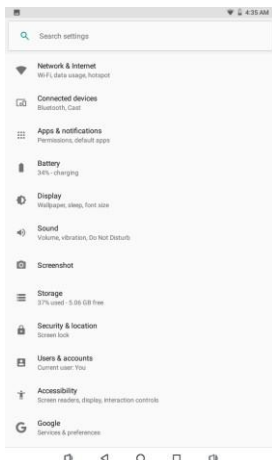 4:35 AM
Search settings
Network & Internet
Wi-Fi, data usage, hotspot
Connected devices
Bluetooth, Cast
Apps & notifications
Permissions, default apps
Battery
34% - charging
Display
Wallpaper, sleep, font size
Sound
Volume, vibration, Do Not Disturb
Screenshot
Storage
37% used - 5.06 GB free
Security & location
Screen lock
Users & accounts
Current user: You
Accessibility
Screen readers, display, interaction controls
Google
Services & preferences